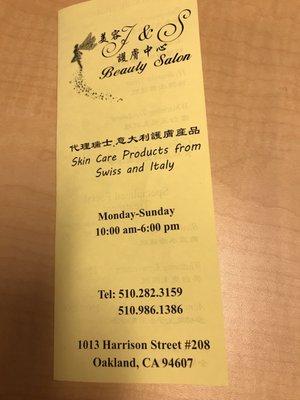 美容 J & S
護膚中心
Beauty Salon
代理瑞士,意大利護膚産品
Skin Care Products from
Swiss and Italy
Monday-Sunday
10:00 am-6:00 pm
Tel: 510.282.3159
510.986.1386
1013 Harrison Street #208
Oakland, CA 94607